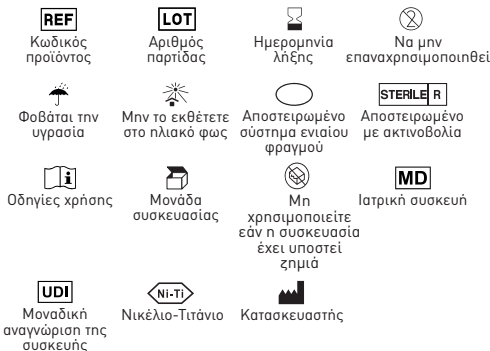 REF
LOT
Κωδικός
προϊόντος
Αριθμός
παρτίδας
Ημερομηνία
λήξης
Να μην
επαναχρησιμοποιηθεί
2
STERILE R
Φοβάται την
υγρασία
Μην το εκθέτετε
στο ηλιακό φως
Αποστειρωμένο
σύστημα ενιαίου
φραγμού
Αποστειρωμένο
με ακτινοβολία
i
MD
Οδηγίες χρήσης
Μονάδα
συσκευασίας
Μη
χρησιμοποιείτε
εάν η συσκευασία
έχει υποστεί
ζημιά
Ιατρική συσκευή
UDI
Ni-Ti
Μοναδική
αναγνώριση της
συσκευής
Νικέλιο-Τιτάνιο
Κατασκευαστής